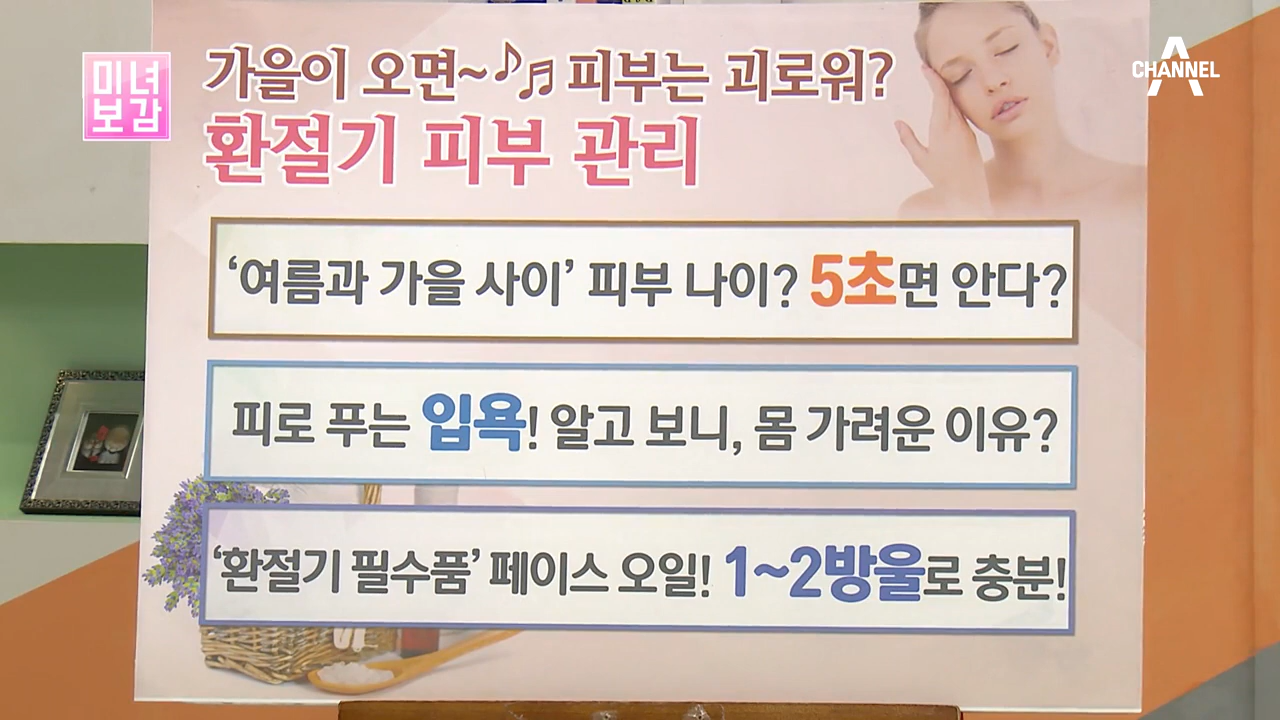 미녀
보감
CHANNEL A
가을이 오면~♪♬ 피부는 괴로워?
환절기 피부 관리
‘여름과 가을 사이’ 피부 나이? 5초면 안다?
피로 푸는 입욕! 알고 보니, 몸 가려운 이유?
‘환절기 필수품’ 페이스 오일! 1~2방울로 충분!